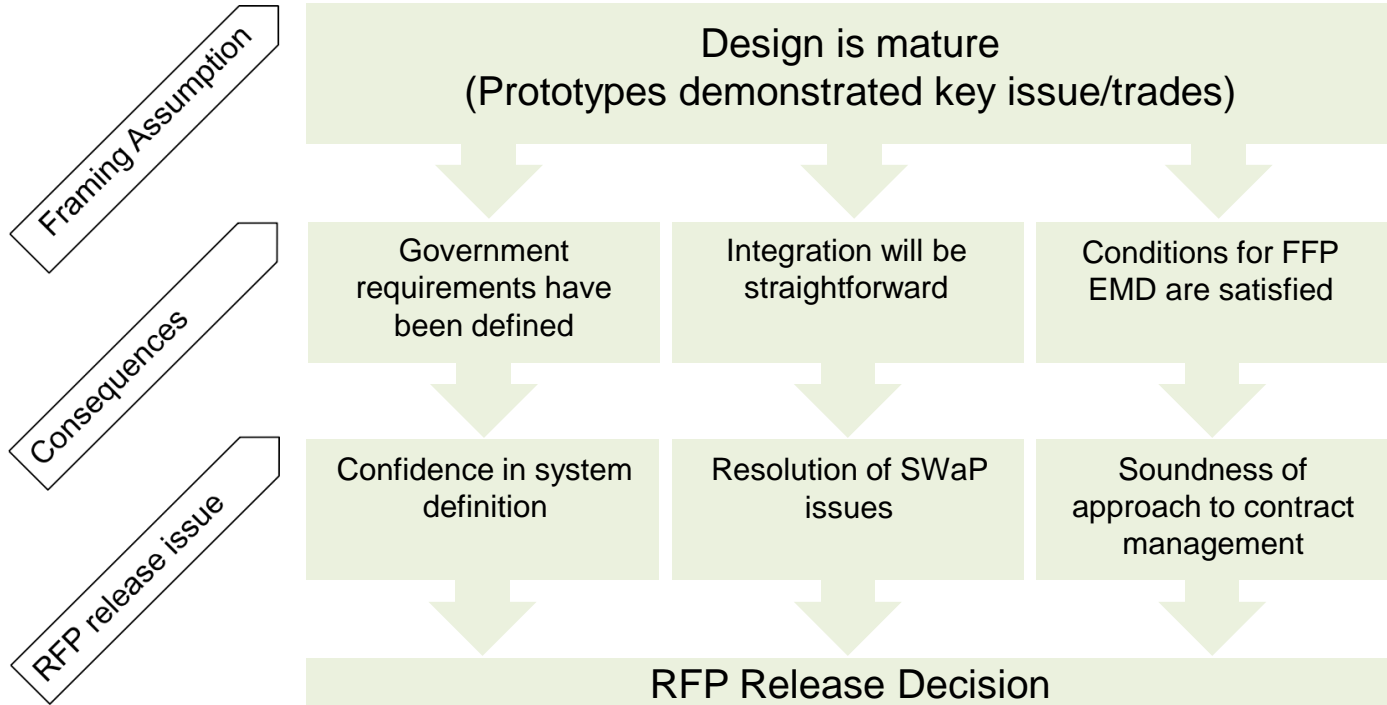 Framing Assumption
Design is mature
(Prototypes demonstrated key issue/trades)
Consequences
Government
requirements have
been defined
Integration will be
straightforward
Conditions for FFP
EMD are satisfied
RFP release issue
Confidence in system
definition
Resolution of SWaP
issues
Soundness of
approach to contract
management
RFP Release Decision